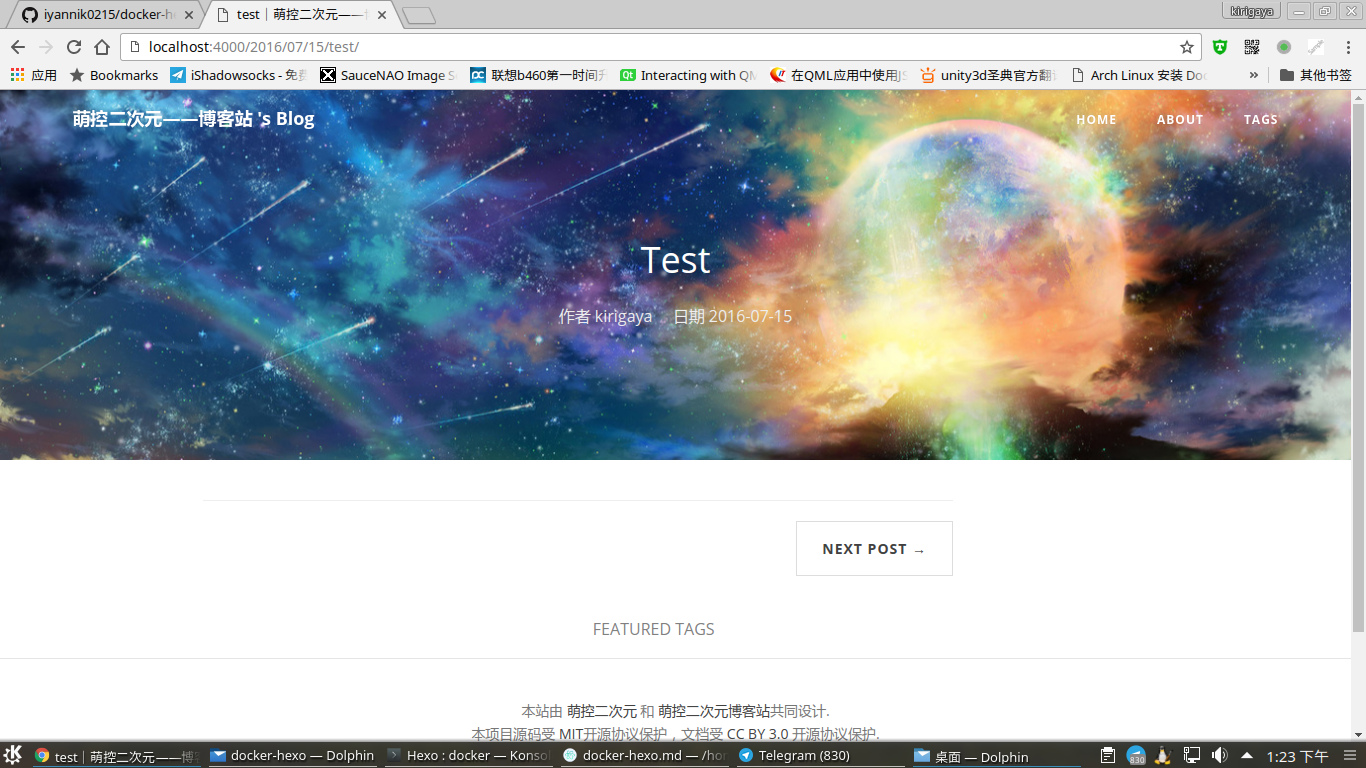 kirigaya
iyannik0215/docker-he
test | 萌控二次元——博
localhost:4000/2016/07/15/test/
应用
Bookmarks
iShadowsocks - 免费
SauceNAO Image S
联想b460第一时间升
Interacting with QM
在QML应用中使用JS
unity3d圣典官方翻译
Arch Linux 安装 Doc
»
其他书签
萌控二次元——博客站 's Blog
HOME
ABOUT
TAGS
Test
作者 kirigaya
日期 2016-07-15
NEXT POST →
FEATURED TAGS
本站由 萌控二次元 和 萌控二次元博客站共同设计.
本项目源码受 MIT开源协议保护，文档受 CC BY 3.0 开源协议保护.
test | 萌控二次元——博客
docker-hexo — Dolphin
Hexo : docker — Konsol
docker-hexo.md — /hom
Telegram (830)
桌面 — Dolphin
830
1:23 下午